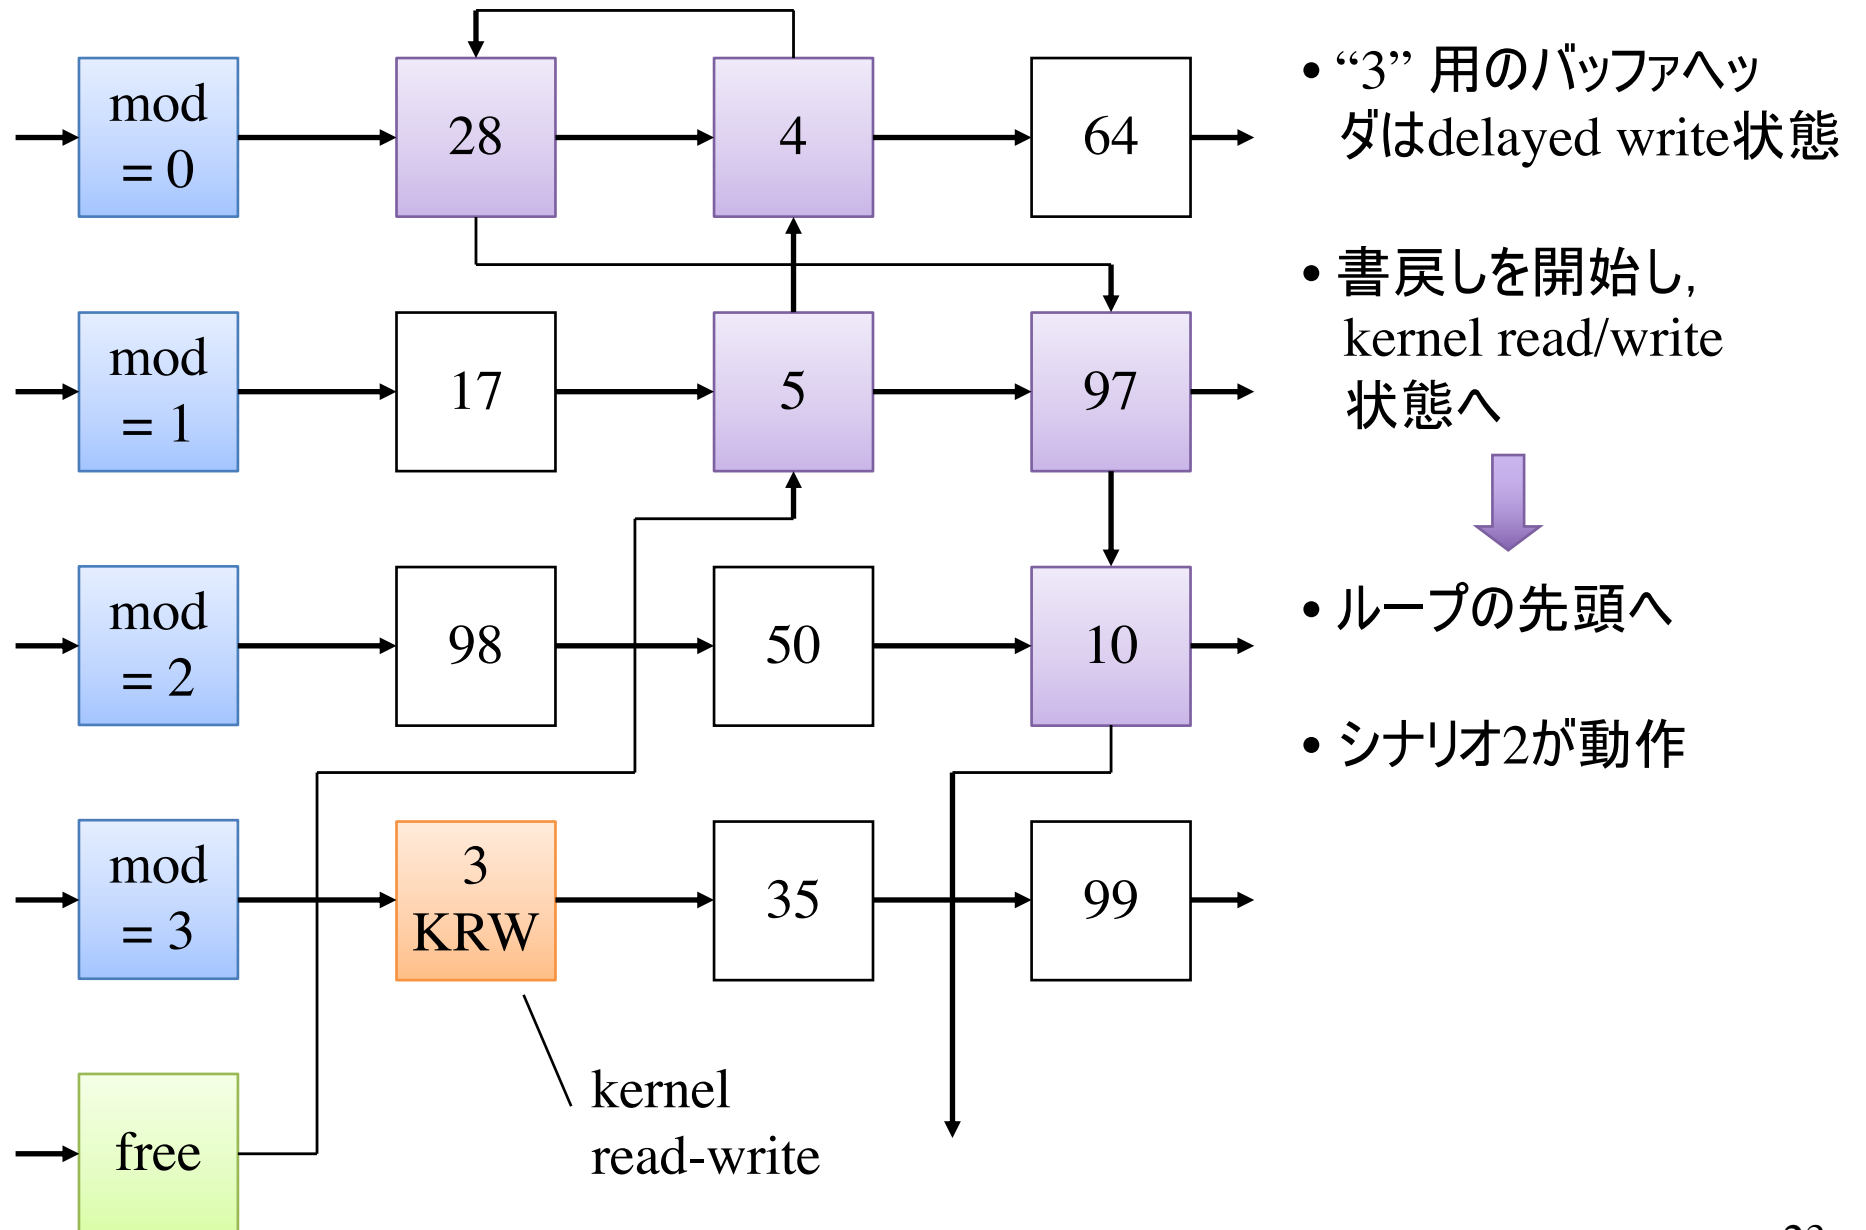 mod
= 0
28
4
64
mod
= 1
17
5
97
mod
= 2
98
50
10
mod
= 3
3
KRW
35
99
free
kernel
read-write
• “3” 用のバッファヘッ
ダはdelayed write状態
• 書戻しを開始し,
kernel read/write
状態へ
• ループの先頭へ
• シナリオ2が動作